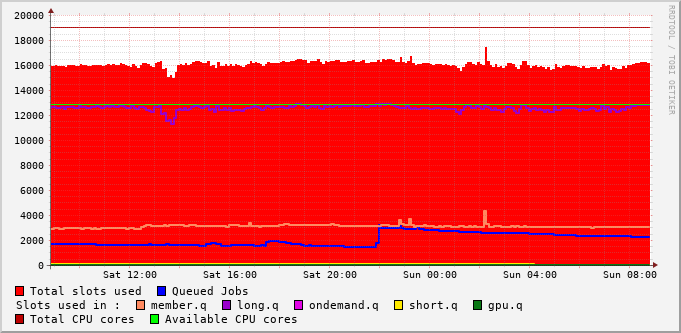 20000
18000
16000
14000
12000
10000
8000
6000
4000
2000
0
Sat 12:00 Sat 16:00 Sat 20:00 Sun 00:00 Sun 04:00 Sun 08:00
RRDTOOL / TOBI OETIKER
Total slots used Queued Jobs
Slots used in : member.q long.q ondemand.q short.q gpu.q
Total CPU cores Available CPU cores